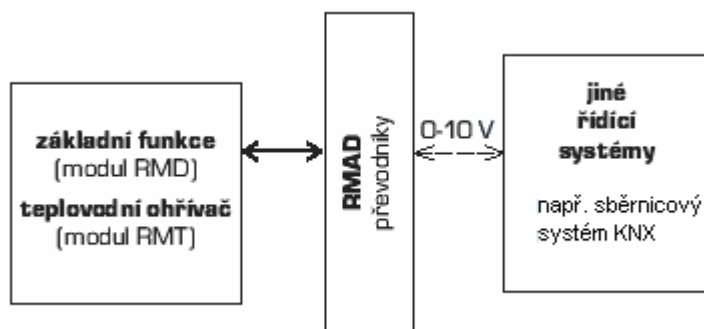 základní funkce
(modul RMD)
teplovodní ohřívač
(modul RMT)
RMAD
převodníky
0-10 V
jiné
řídící
systémy
např. sběrnicový
systém KNX